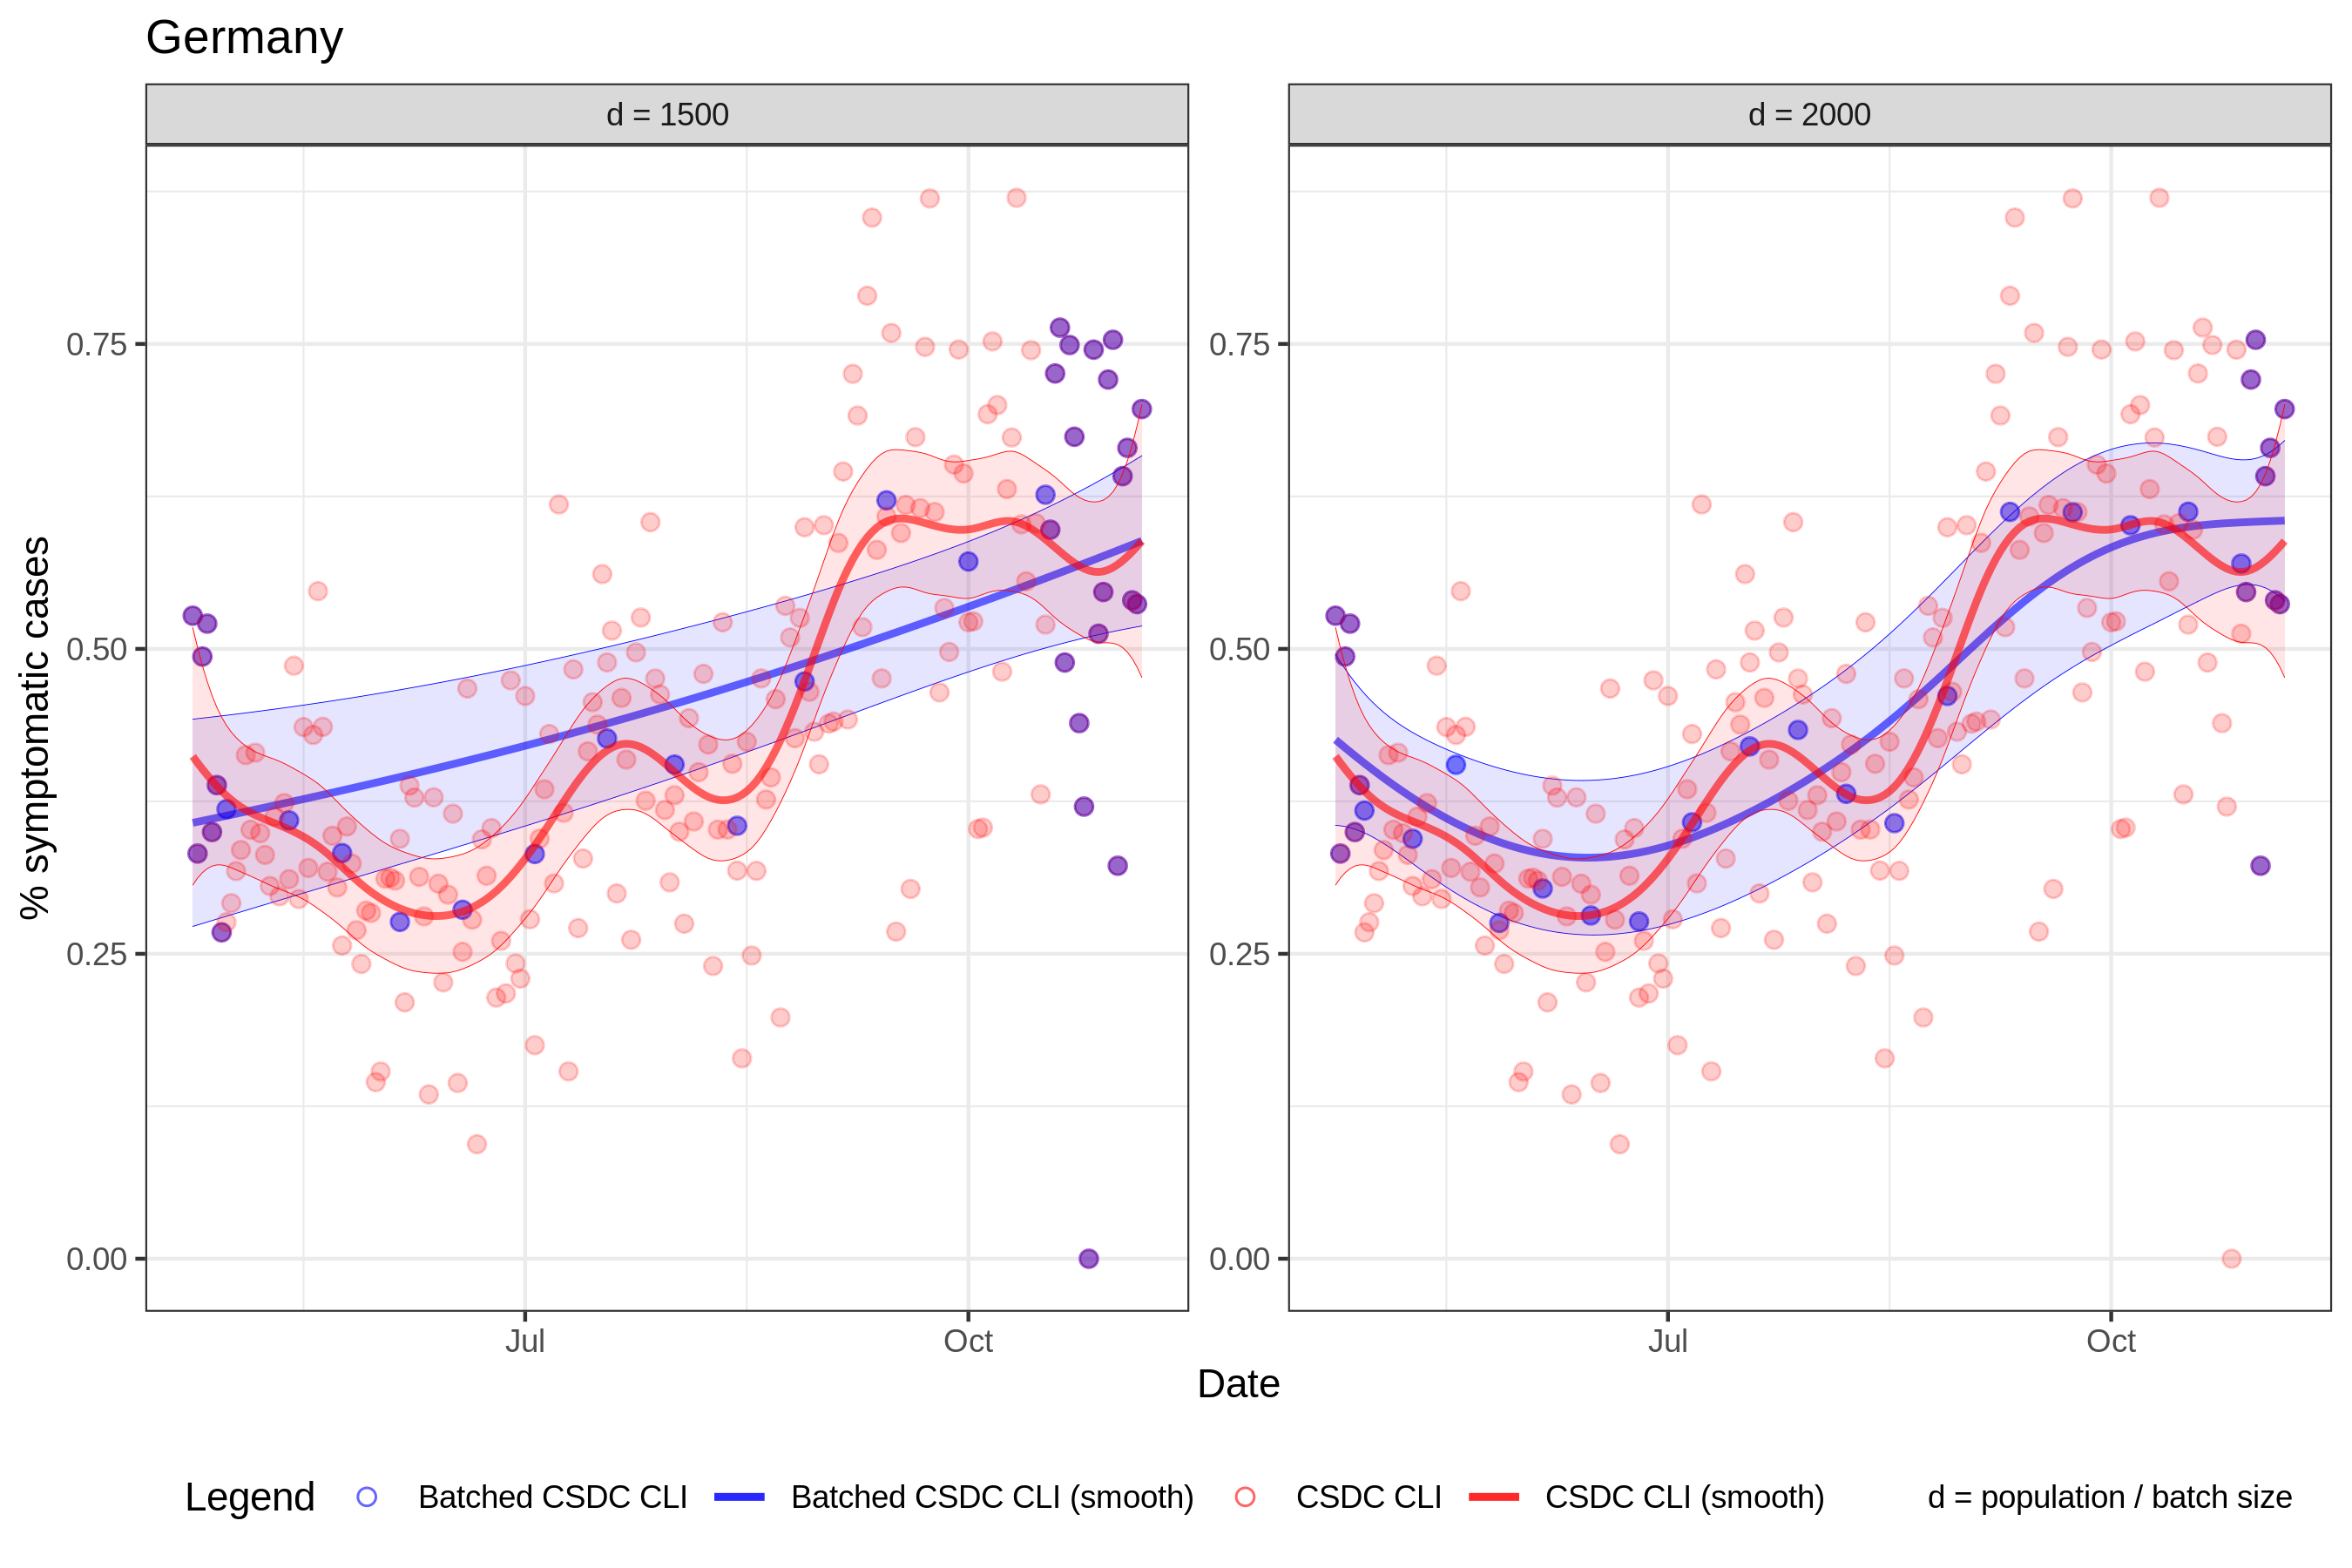 Germany
d = 1500
d = 2000
% symptomatic cases
0.75
0.50
0.25
0.00
0.75
0.50
0.25
0.00
Jul
Oct
Jul
Oct
Date
Legend
Batched CSDC CLI
Batched CSDC CLI (smooth)
CSDC CLI
CSDC CLI (smooth)
d = population / batch size